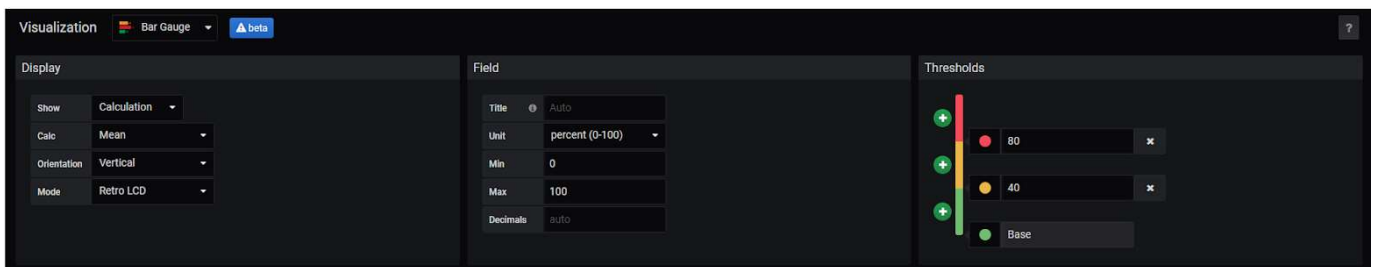 Visualization Bar Gauge beta ?
Display
Show Calculation
Calc Mean
Orientation Vertical
Mode Retro LCD
Field
Title Auto
Unit percent (0-100)
Min 0
Max 100
Decimals auto
Thresholds
80
40
Base